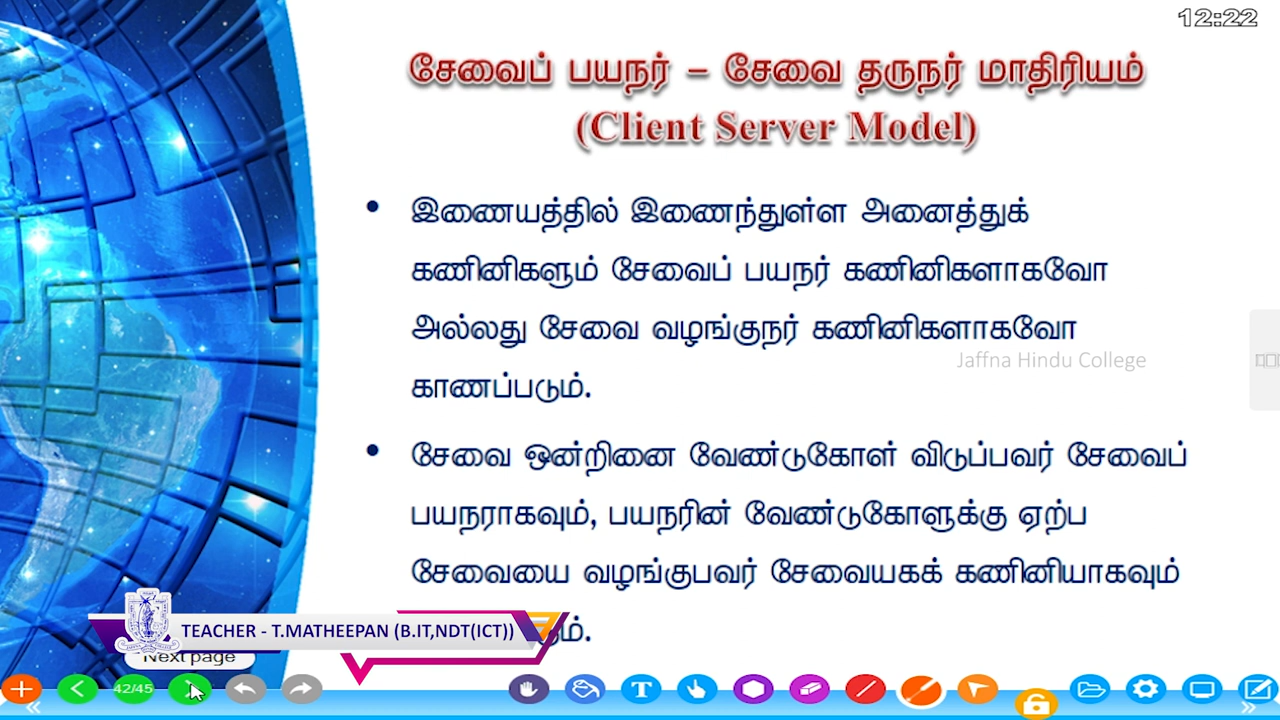 12:22
சேவைப் பயநர் – சேவை தருநர் மாதிரியம்
(Client Server Model)
• இணையத்தில் இணைந்துள்ள அனைத்துக்
கணினிகளும் சேவைப் பயநர் கணினிகளாகவோ
அல்லது சேவை வழங்குநர் கணினிகளாகவோ
Jaffna Hindu College
காணப்படும்.
• சேவை ஒன்றினை வேண்டுகோள் விடுப்பவர் சேவைப்
பயநராகவும், பயநரின் வேண்டுகோளுக்கு ஏற்ப
சேவையை வழங்குபவர் சேவையகக் கணினியாகவும்
TEACHER - T.MATHEEPAN (B.IT,NDT(ICT))
Next page
42/45